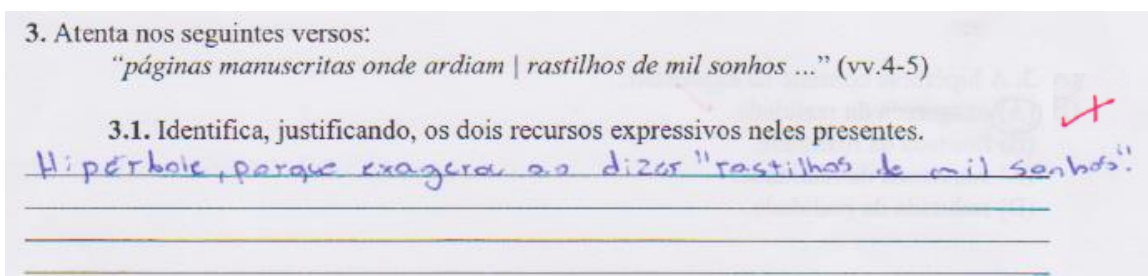 3. Atenta nos seguintes versos:
“páginas manuscritas onde ardiam | rastilhos de mil sonhos ...” (vv.4-5)
3.1. Identifica, justificando, os dois recursos expressivos neles presentes.
Hipérbole, porque exagerou ao dizer "rastilhos de mil sonhos".